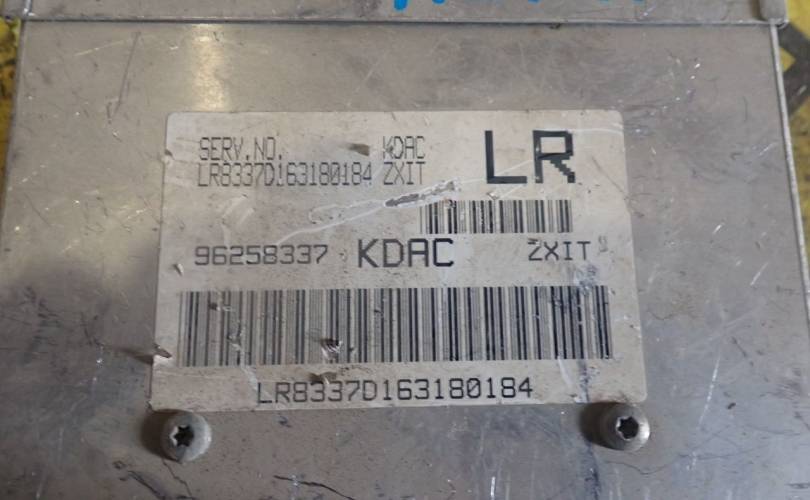 SERV.NO. KDAC
LR8337D163180184 ZXIT
LR
96258337 KDAC ZXIT
LR8337D163180184